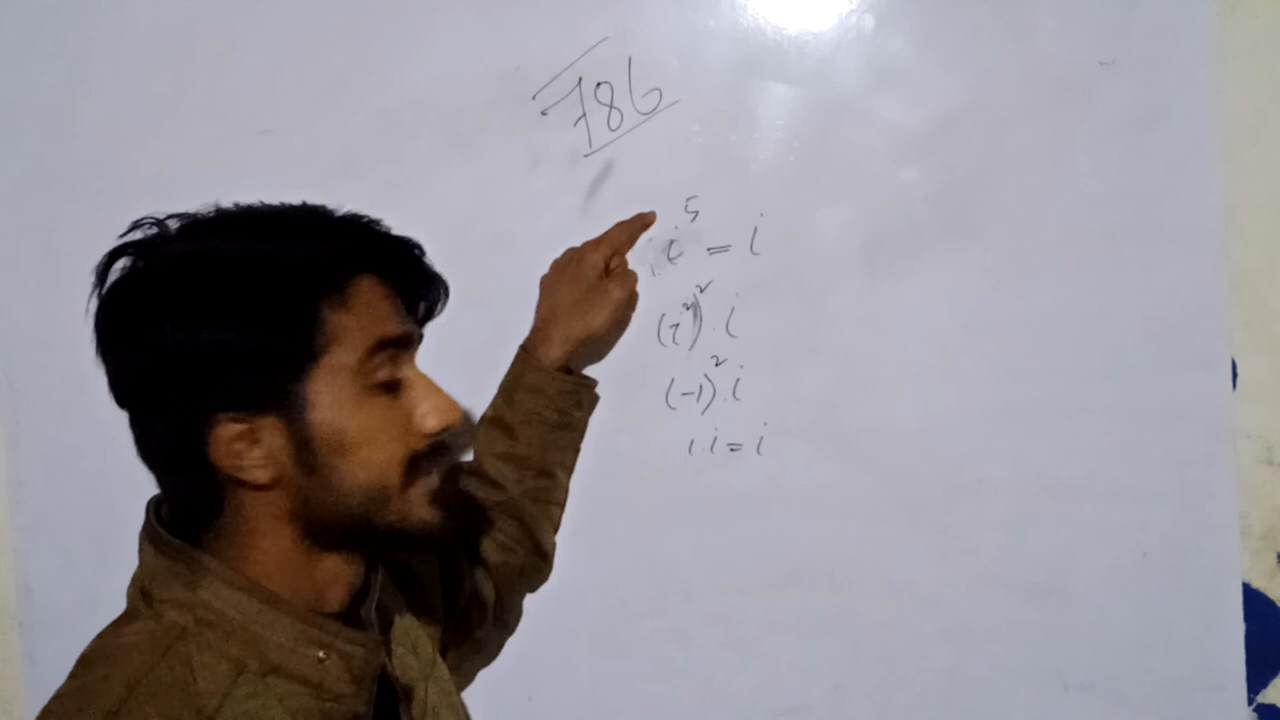 786
i⁵ = i
(i²)² . i
(-1)² . i
1 i = i